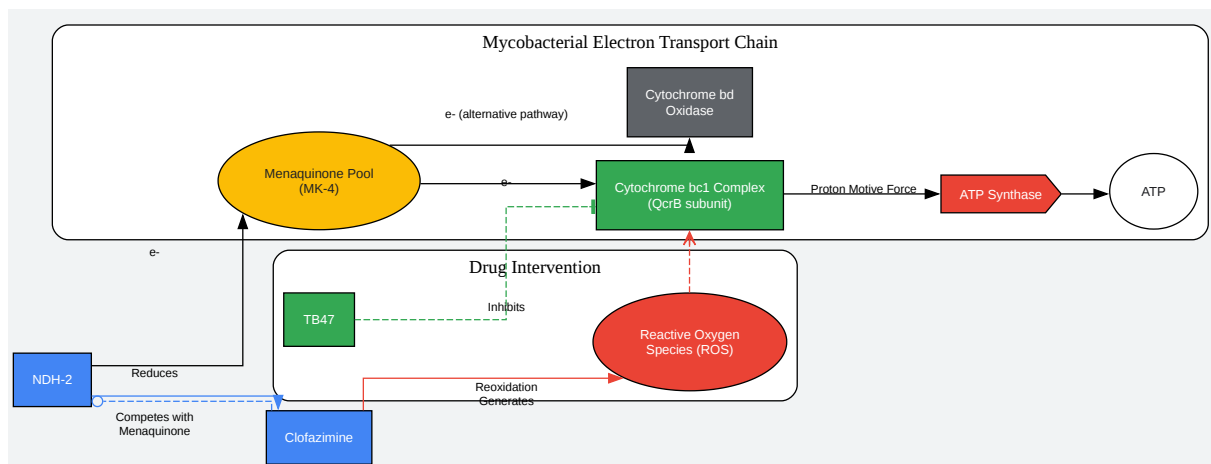 Mycobacterial Electron Transport Chain
Cytochrome bd
Oxidase
e- (alternative pathway)
Menaquinone Pool
(MK-4)
e-
Cytochrome bc1 Complex
(QcrB subunit)
Proton Motive Force
ATP Synthase
ATP
e-
Drug Intervention
TB47
Inhibits
Reactive Oxygen
Species (ROS)
NDH-2
Reduces
Reoxidation
Generates
Competes with
Menaquinone
Clofazimine